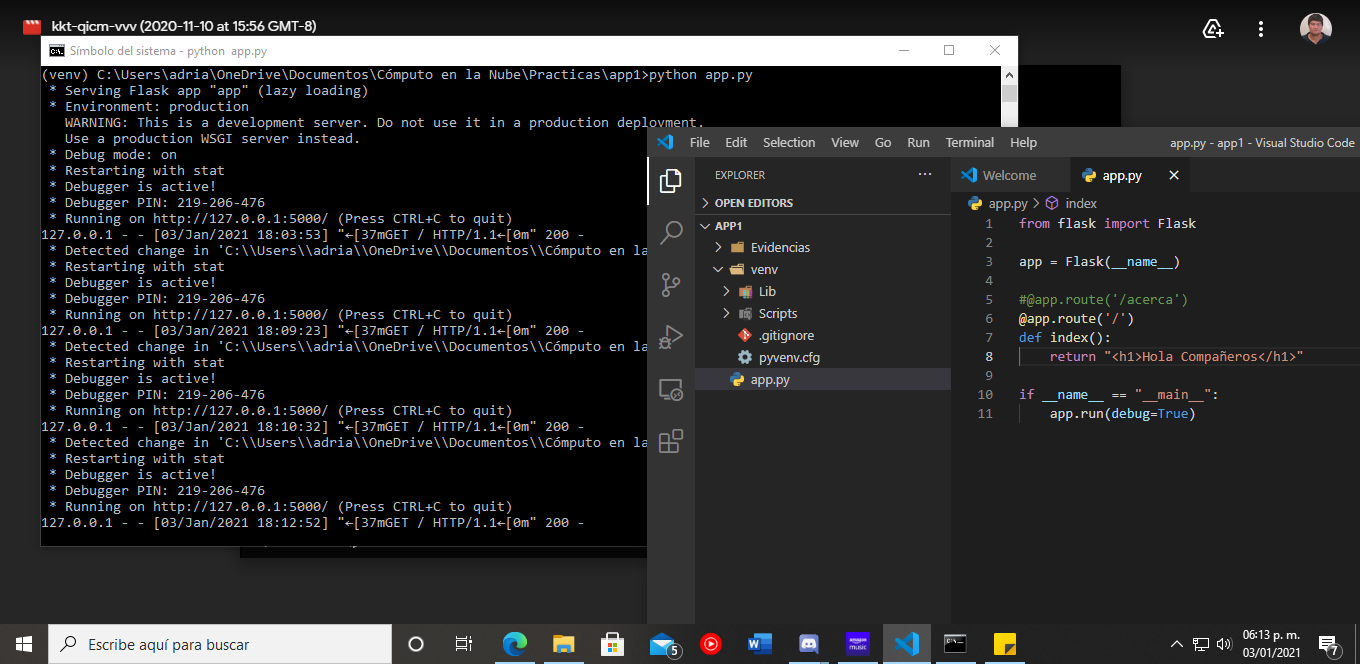 kkt-qicm-vvv (2020-11-10 at 15:56 GMT-8)
Símbolo del sistema - python app.py
(venv) C:\Users\adria\OneDrive\Documentos\Cómputo en la Nube\Practicas\app1>python app.py
* Serving Flask app "app" (lazy loading)
* Environment: production
WARNING: This is a development server. Do not use it in a production deployment.
Use a production WSGI server instead.
* Debug mode: on
* Restarting with stat
* Debugger is active!
* Debugger PIN: 219-206-476
* Running on http://127.0.0.1:5000/ (Press CTRL+C to quit)
127.0.0.1 - - [03/Jan/2021 18:03:53] "←[37mGET / HTTP/1.1←[0m" 200 -
* Detected change in 'C:\\Users\\adria\\OneDrive\\Documentos\\Cómputo en la
* Restarting with stat
* Debugger is active!
* Debugger PIN: 219-206-476
* Running on http://127.0.0.1:5000/ (Press CTRL+C to quit)
127.0.0.1 - - [03/Jan/2021 18:09:23] "←[37mGET / HTTP/1.1←[0m" 200 -
* Detected change in 'C:\\Users\\adria\\OneDrive\\Documentos\\Cómputo en la
* Restarting with stat
* Debugger is active!
* Debugger PIN: 219-206-476
* Running on http://127.0.0.1:5000/ (Press CTRL+C to quit)
127.0.0.1 - - [03/Jan/2021 18:10:32] "←[37mGET / HTTP/1.1←[0m" 200 -
* Detected change in 'C:\\Users\\adria\\OneDrive\\Documentos\\Cómputo en la
* Restarting with stat
* Debugger is active!
* Debugger PIN: 219-206-476
* Running on http://127.0.0.1:5000/ (Press CTRL+C to quit)
127.0.0.1 - - [03/Jan/2021 18:12:52] "←[37mGET / HTTP/1.1←[0m" 200 -
File Edit Selection View Go Run Terminal Help app.py - app1 - Visual Studio Code
EXPLORER
OPEN EDITORS
APP1
Evidencias
venv
Lib
Scripts
.gitignore
pyvenv.cfg
app.py
Welcome app.py
app.py > index
1 from flask import Flask
2
3 app = Flask(__name__)
4
5 #@app.route('/acerca')
6 @app.route('/')
7 def index():
8 return "<h1>Hola Compañeros</h1>"
9
10 if __name__ == "__main__":
11 app.run(debug=True)
Escribe aquí para buscar
5
amazon music
06:13 p. m.
03/01/2021
7